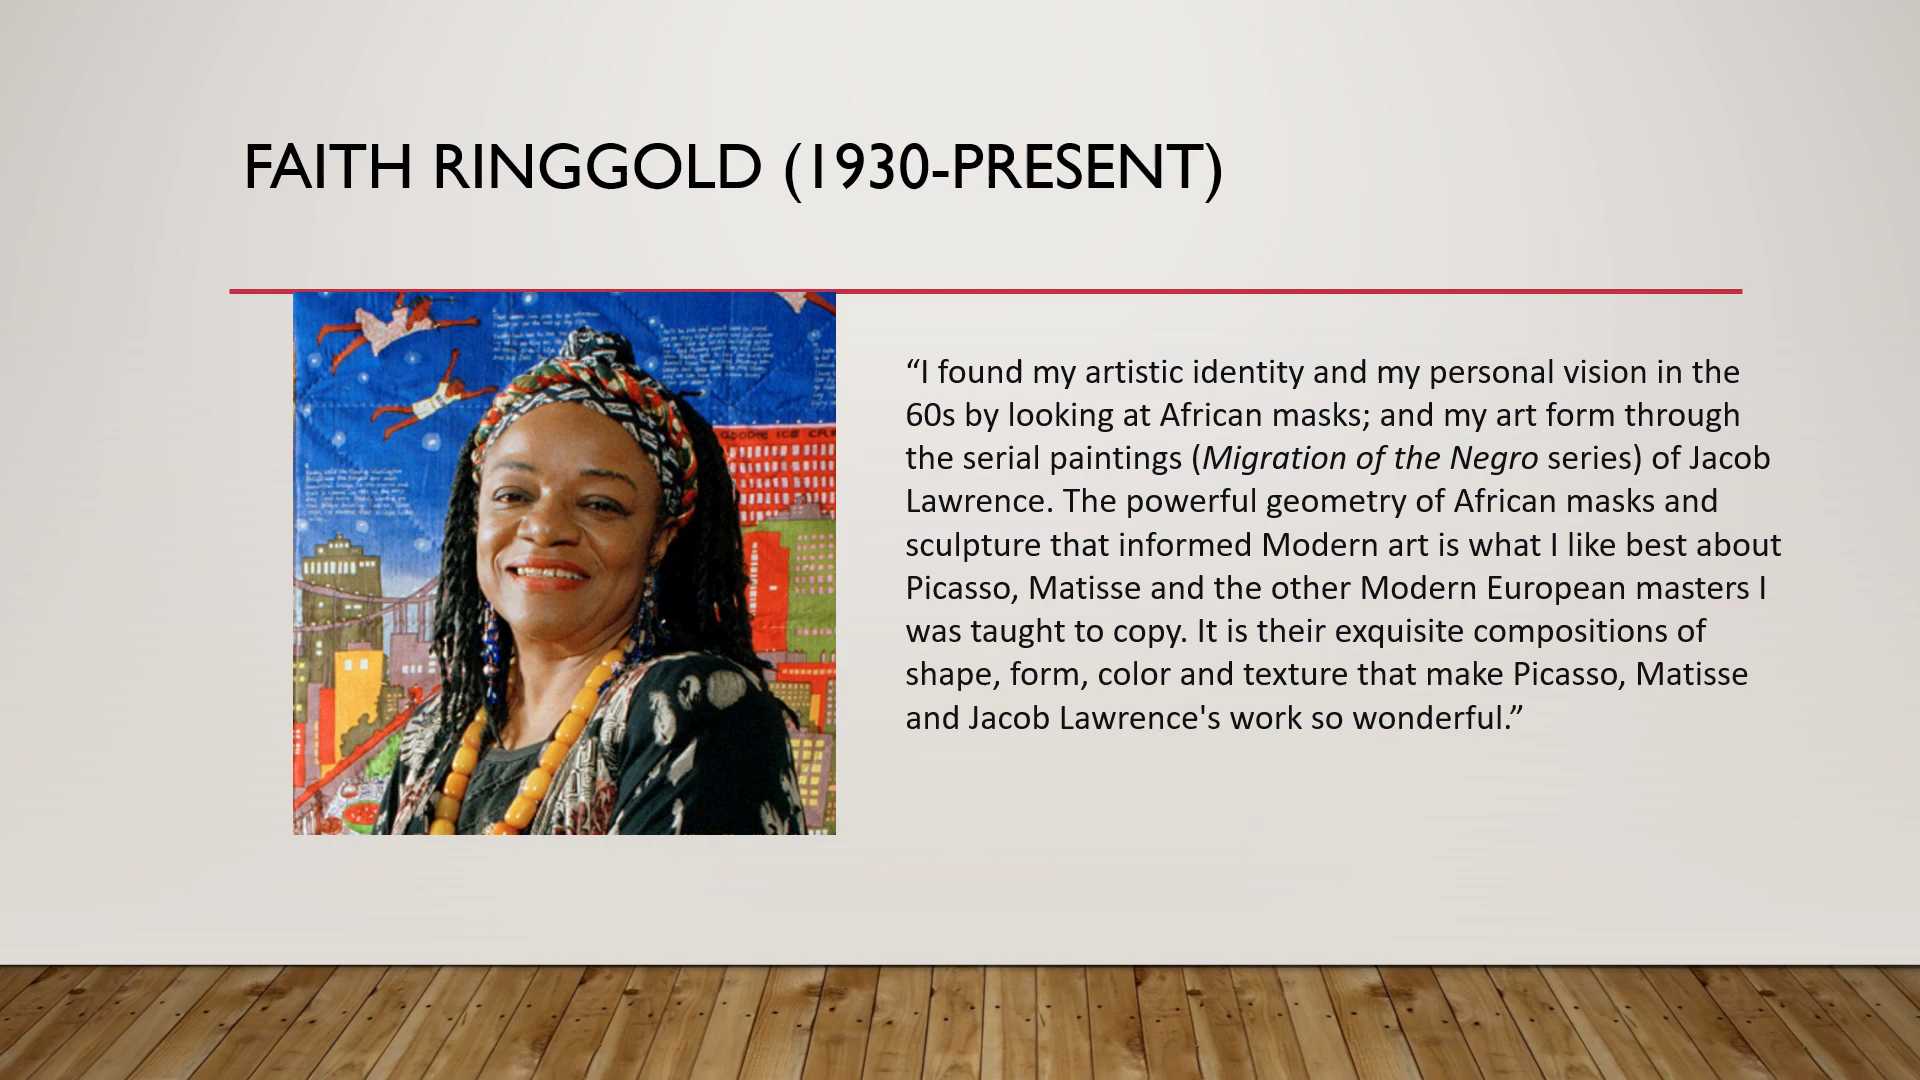 FAITH RINGGOLD (1930-PRESENT)
GOODIE ICE CR
“I found my artistic identity and my personal vision in the
60s by looking at African masks; and my art form through
the serial paintings (Migration of the Negro series) of Jacob
Lawrence. The powerful geometry of African masks and
sculpture that informed Modern art is what I like best about
Picasso, Matisse and the other Modern European masters I
was taught to copy. It is their exquisite compositions of
shape, form, color and texture that make Picasso, Matisse
and Jacob Lawrence's work so wonderful.”